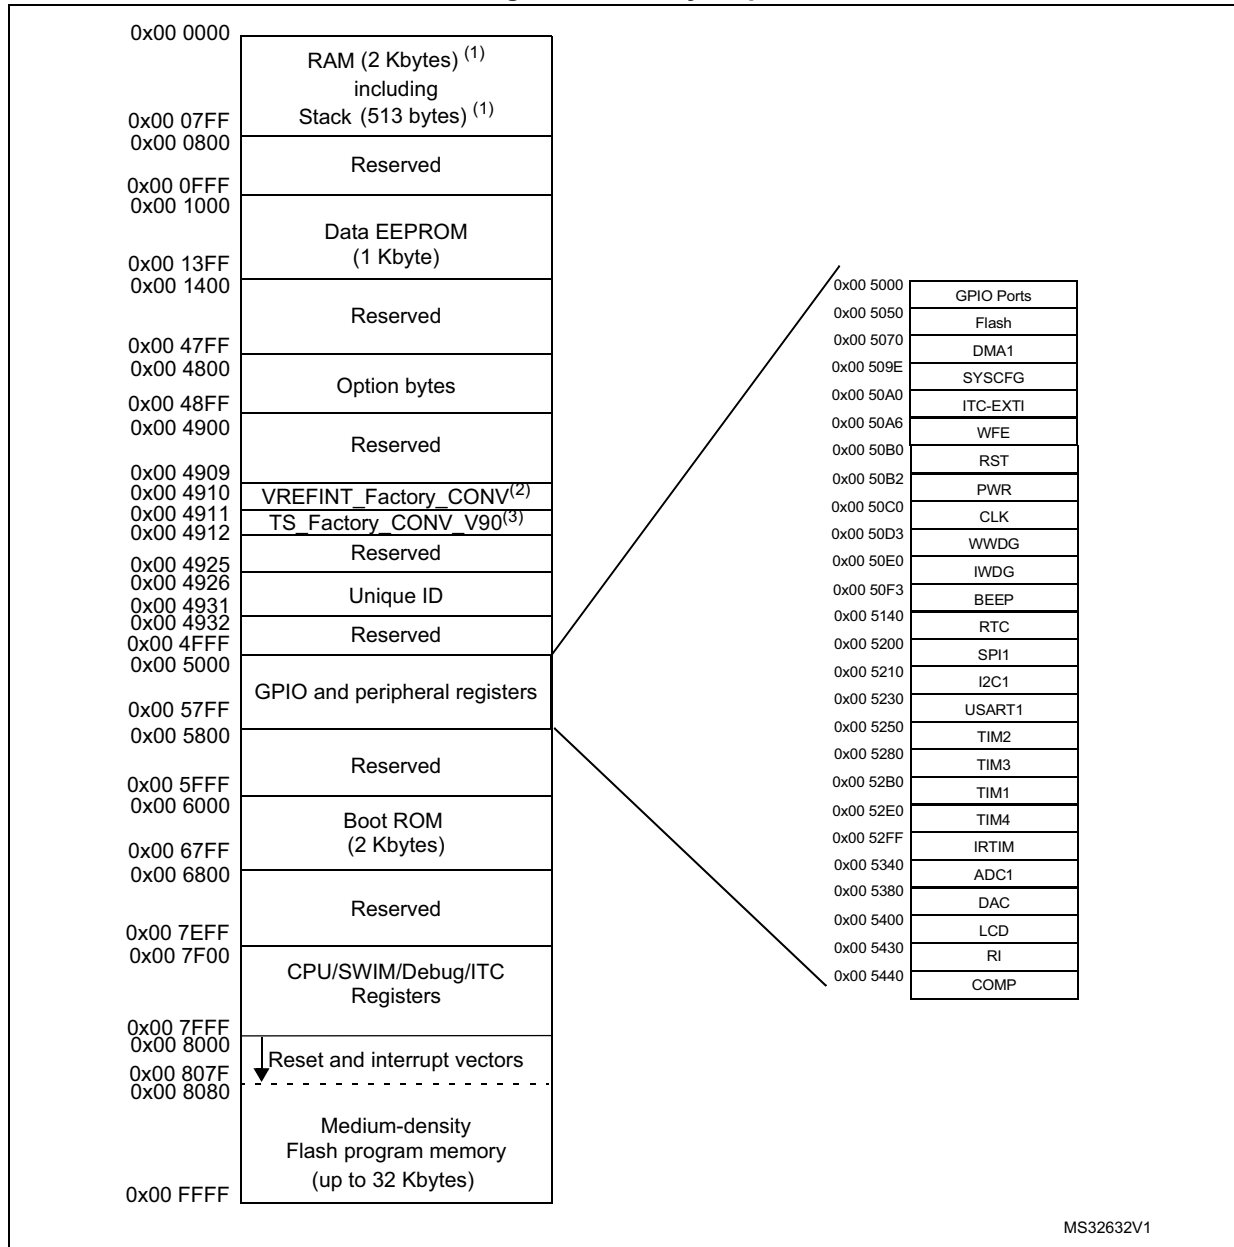 0x00 0000
RAM (2 Kbytes) (1)
including
Stack (513 bytes) (1)
0x00 07FF
0x00 0800
Reserved
0x00 0FFF
0x00 1000
Data EEPROM
(1 Kbyte)
0x00 13FF
0x00 1400
Reserved
0x00 47FF
0x00 4800
Option bytes
0x00 48FF
0x00 4900
Reserved
0x00 4909
0x00 4910
VREFINT_Factory_CONV(2)
0x00 4911
TS_Factory_CONV_V90(3)
0x00 4912
Reserved
0x00 4925
0x00 4926
Unique ID
0x00 4931
0x00 4932
Reserved
0x00 4FFF
0x00 5000
GPIO and peripheral registers
0x00 57FF
0x00 5800
Reserved
0x00 5FFF
0x00 6000
Boot ROM
(2 Kbytes)
0x00 67FF
0x00 6800
Reserved
0x00 7EFF
0x00 7F00
CPU/SWIM/Debug/ITC
Registers
0x00 7FFF
0x00 8000
Reset and interrupt vectors
0x00 807F
0x00 8080
Medium-density
Flash program memory
(up to 32 Kbytes)
0x00 FFFF
0x00 5000
GPIO Ports
0x00 5050
Flash
0x00 5070
DMA1
0x00 509E
SYSCFG
0x00 50A0
ITC-EXTI
0x00 50A6
WFE
0x00 50B0
RST
0x00 50B2
PWR
0x00 50C0
CLK
0x00 50D3
WWDG
0x00 50E0
IWDG
0x00 50F3
BEEP
0x00 5140
RTC
0x00 5200
SPI1
0x00 5210
I2C1
0x00 5230
USART1
0x00 5250
TIM2
0x00 5280
TIM3
0x00 52B0
TIM1
0x00 52E0
TIM4
0x00 52FF
IRTIM
0x00 5340
ADC1
0x00 5380
DAC
0x00 5400
LCD
0x00 5430
RI
0x00 5440
COMP
MS32632V1